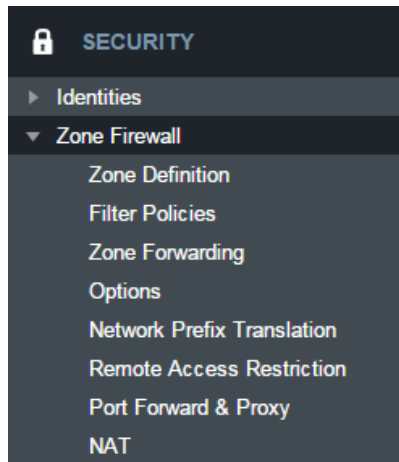 SECURITY
Identities
Zone Firewall
Zone Definition
Filter Policies
Zone Forwarding
Options
Network Prefix Translation
Remote Access Restriction
Port Forward & Proxy
NAT